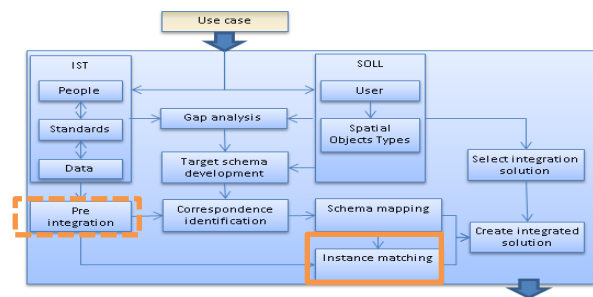 Use case
IST
SOLL
People
User
Gap analysis
Standards
Spatial
Objects Types
Data
Target schema
development
Select integration
solution
Pre
integration
Correspondence
identification
Schema mapping
Create integrated
solution
Instance matching